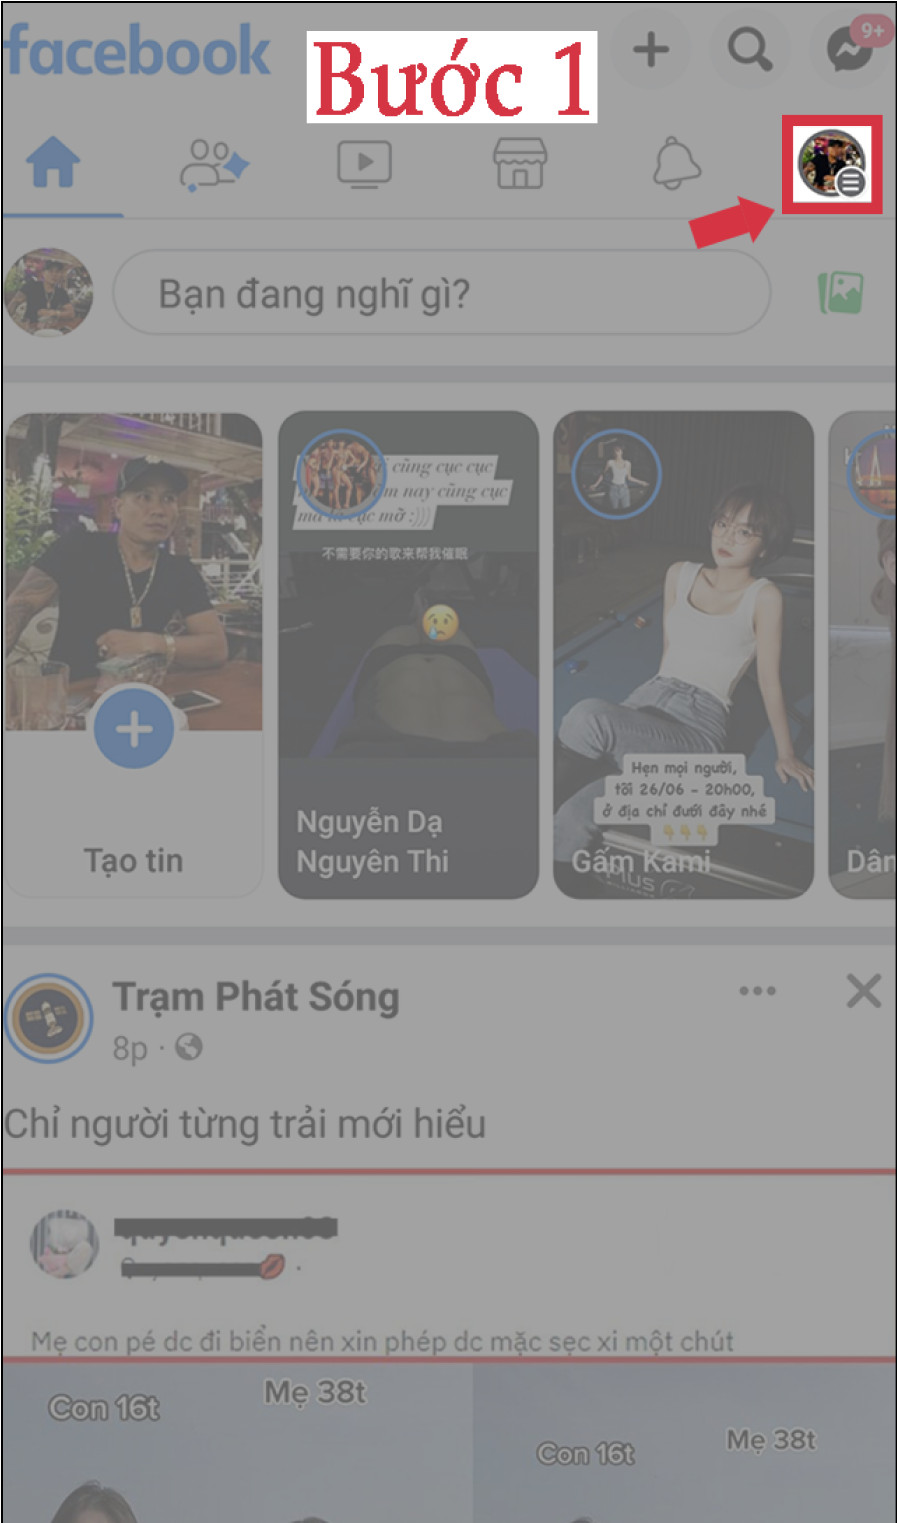 facebook
Bước 1
9+
Bạn đang nghĩ gì?
cũng cục cục
nay cũng cục
cục mỡ :)))
不需要你的歌来帮我催眠
Nguyễn Dạ
Nguyên Thi
Tạo tin
Hẹn mọi người,
tối 26/06 - 20h00,
ở địa chỉ dưới đây nhé
Gấm Kami
Dân
Trạm Phát Sóng
8p ·
Chỉ người từng trải mới hiểu
Mẹ con pé dc đi biển nên xin phép dc mặc sẹc xi một chút
Con 16t
Mẹ 38t
Con 16t
Mẹ 38t